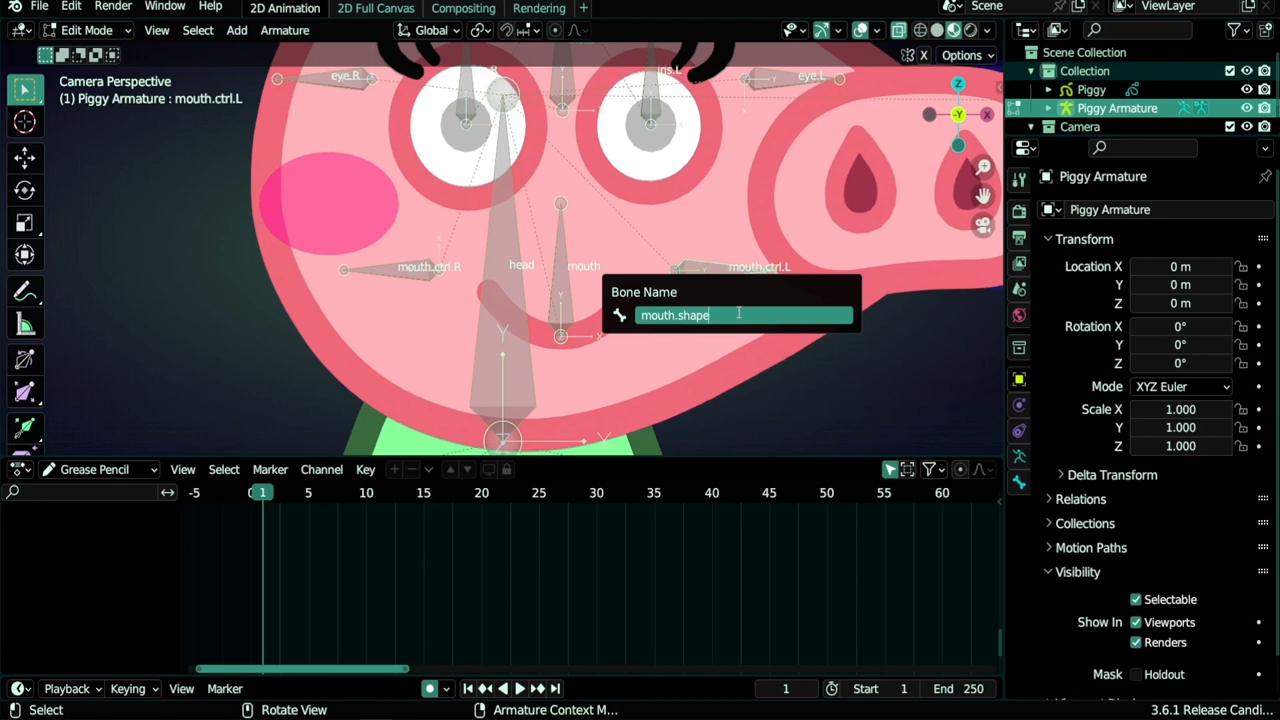 File Edit Render Window Help 2D Animation 2D Full Canvas Compositing Rendering + Scene ViewLayer
Edit Mode View Select Add Armature Global
X Options
Camera Perspective
(1) Piggy Armature : mouth.ctrl.L
eye.R iris.L eye.L
Z
-Y X
mouth.ctrl.R head mouth mouth.ctrl.L
Bone Name
mouth.shape
Scene Collection
Collection
Piggy
Piggy Armature
Camera
Piggy Armature
Piggy Armature
Transform
Location X 0 m
Y 0 m
Z 0 m
Rotation X 0°
Y 0°
Z 0°
Mode XYZ Euler
Scale X 1.000
Y 1.000
Z 1.000
Delta Transform
Relations
Collections
Motion Paths
Visibility
Selectable
Show In Viewports
Renders
Mask Holdout
Grease Pencil View Select Marker Channel Key
-5 0 1 5 10 15 20 25 30 35 40 45 50 55 60
Playback Keying View Marker 1 Start 1 End 250
Select Rotate View Armature Context M... 3.6.1 Release Candi...